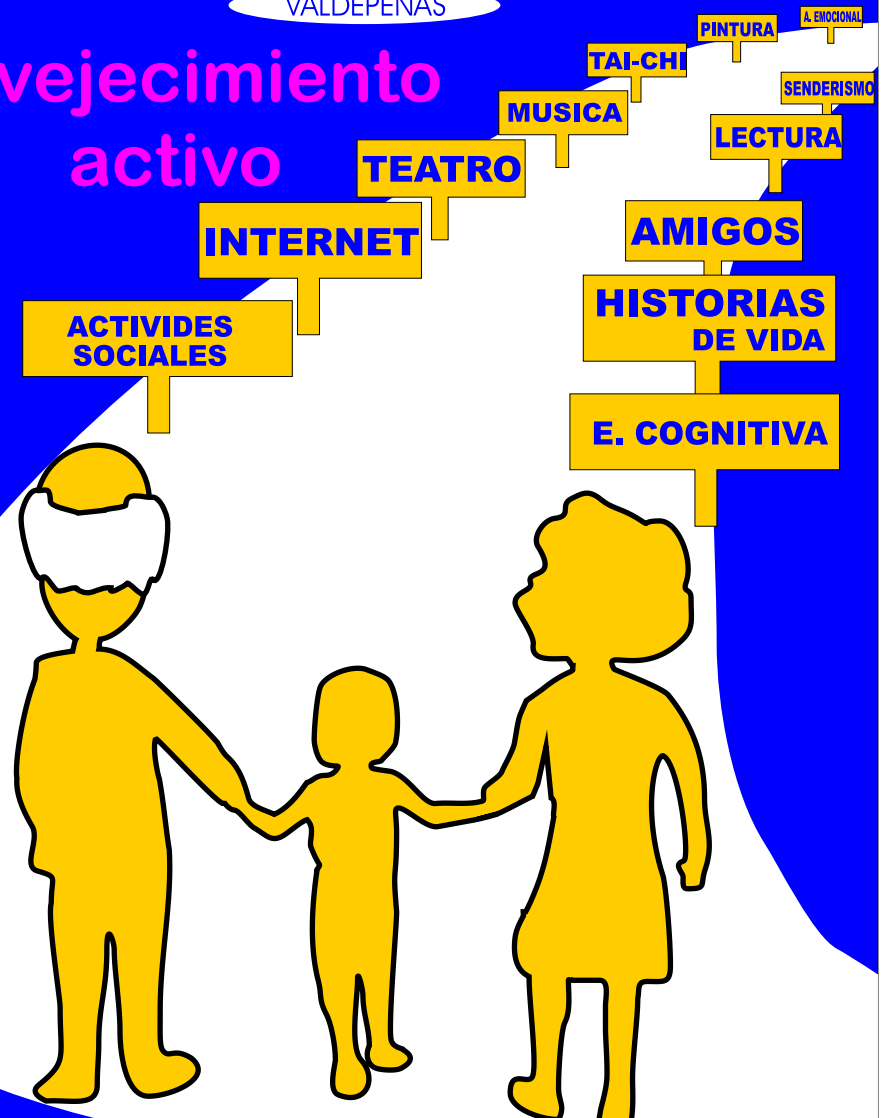 VALDEPEÑAS
vejecimiento
activo
A. EMOCIONAL
PINTURA
TAI-CHI
MUSICA
TEATRO
INTERNET
ACTIVIDES
SOCIALES
SENDERISMO
LECTURA
AMIGOS
HISTORIAS
DE VIDA
E. COGNITIVA